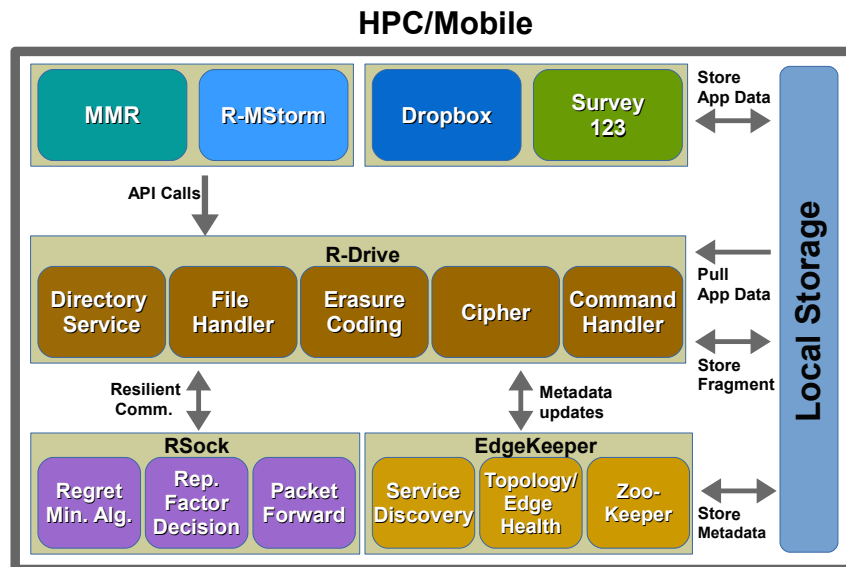 HPC/Mobile
MMR
R-MStorm
Dropbox
Survey
123
Store
App Data
API Calls
R-Drive
Directory
Service
File
Handler
Erasure
Coding
Cipher
Command
Handler
Pull
App Data
Store
Fragment
Local Storage
Resilient
Comm.
Metadata
updates
RSock
Regret
Min. Alg.
Rep.
Factor
Decision
Packet
Forward
EdgeKeeper
Service
Discovery
Topology/
Edge
Health
Zoo-
Keeper
Store
Metadata